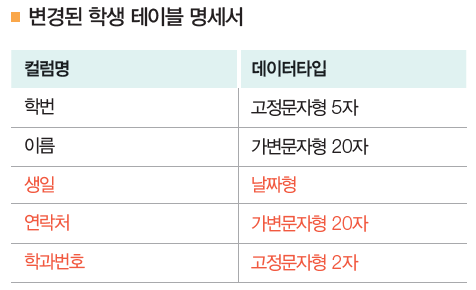 변경된 학생 테이블 명세서
컬럼명 데이터타입
학번 고정문자형 5자
이름 가변문자형 20자
생일 날짜형
연락처 가변문자형 20자
학과번호 고정문자형 2자